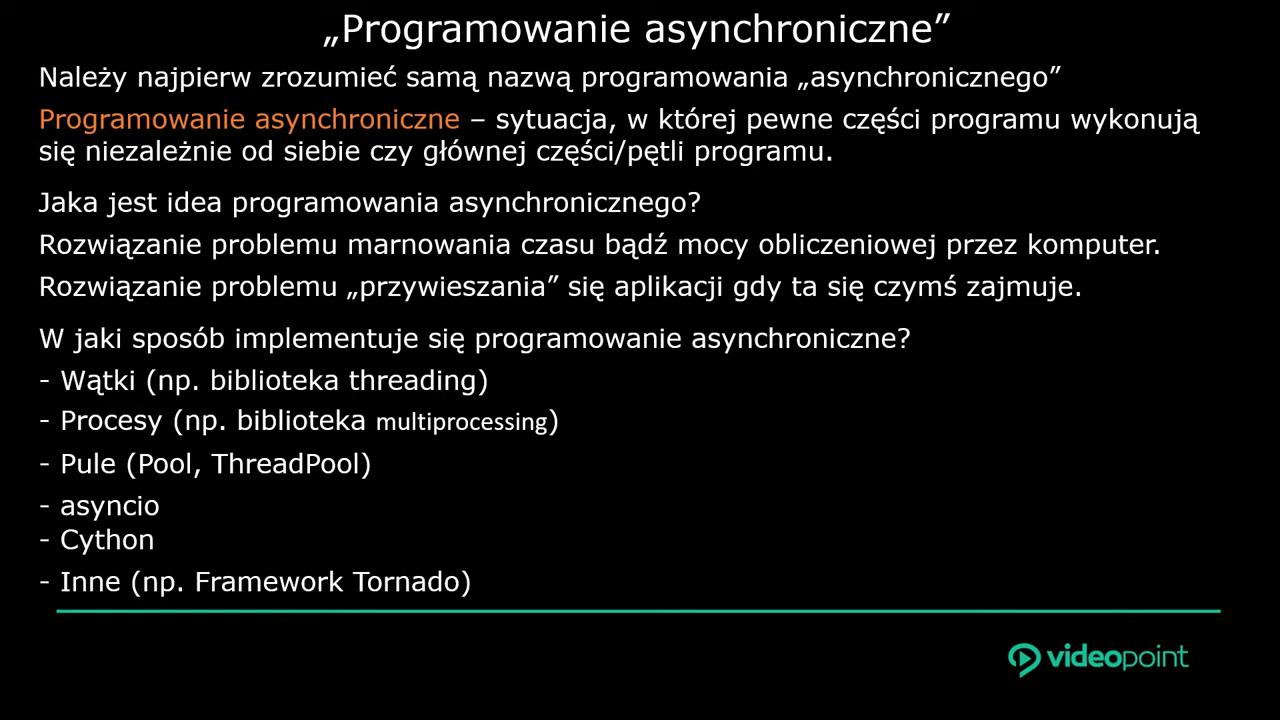 „Programowanie asynchroniczne”
Należy najpierw zrozumieć samą nazwą programowania „asynchronicznego”
Programowanie asynchroniczne – sytuacja, w której pewne części programu wykonują
się niezależnie od siebie czy głównej części/pętli programu.
Jaka jest idea programowania asynchronicznego?
Rozwiązanie problemu marnowania czasu bądź mocy obliczeniowej przez komputer.
Rozwiązanie problemu „przywieszania” się aplikacji gdy ta się czymś zajmuje.
W jaki sposób implementuje się programowanie asynchroniczne?
- Wątki (np. biblioteka threading)
- Procesy (np. biblioteka multiprocessing)
- Pule (Pool, ThreadPool)
- asyncio
- Cython
- Inne (np. Framework Tornado)
videopoint